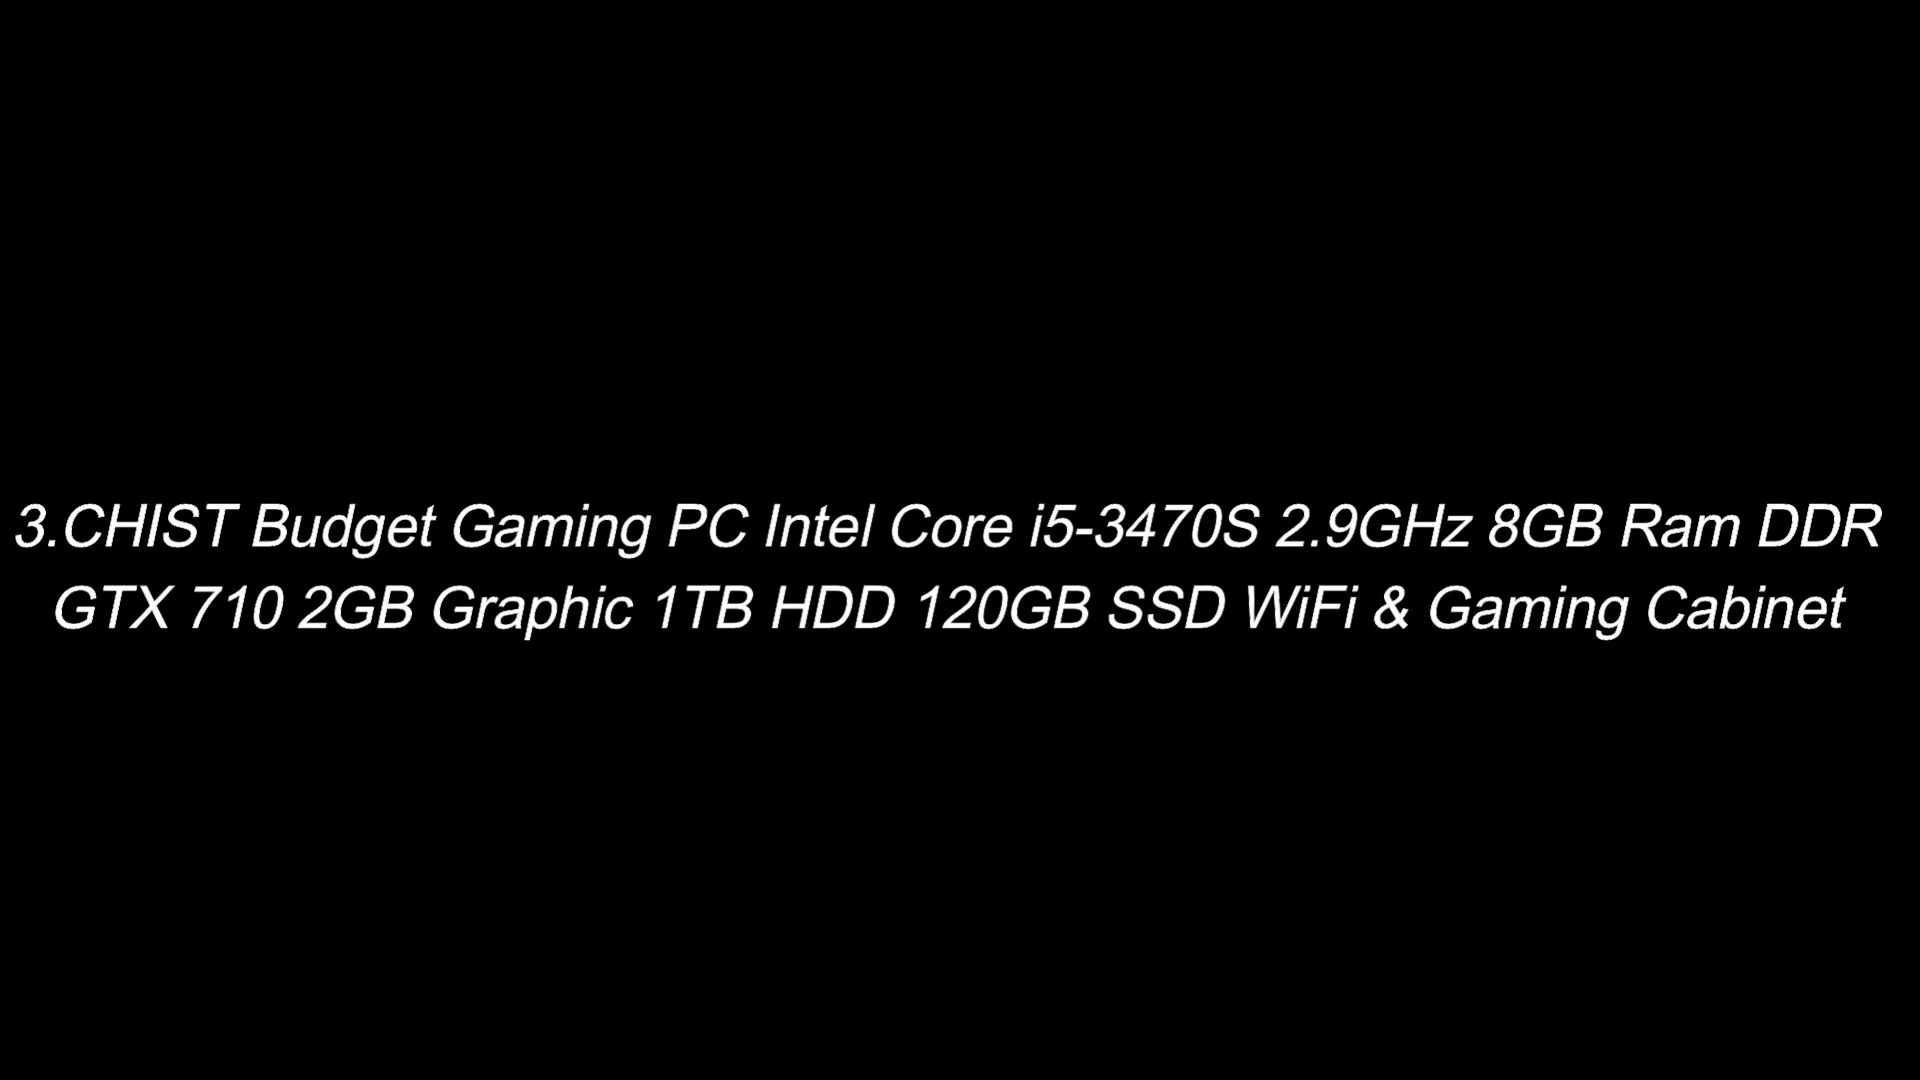 3.CHIST Budget Gaming PC Intel Core i5-3470S 2.9GHz 8GB Ram DDR
GTX 710 2GB Graphic 1TB HDD 120GB SSD WiFi & Gaming Cabinet